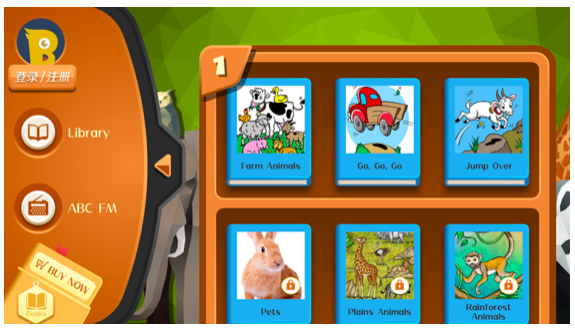 登录/注册
Library
ABC FM
BUY NOW
Books
1
Farm Animals
Go, Go, Go
Jump Over
Pets
Plains Animals
Rainforest
Animals